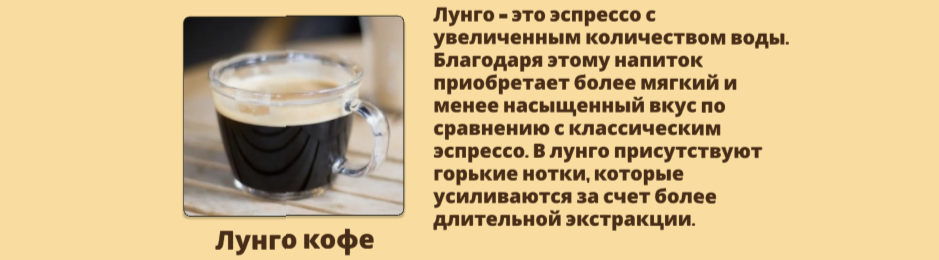 Лунго – это эспрессо с
увеличенным количеством воды.
Благодаря этому напиток
приобретает более мягкий и
менее насыщенный вкус по
сравнению с классическим
эспрессо. В лунго присутствуют
горькие нотки, которые
усиливаются за счет более
длительной экстракции.
Лунго кофе